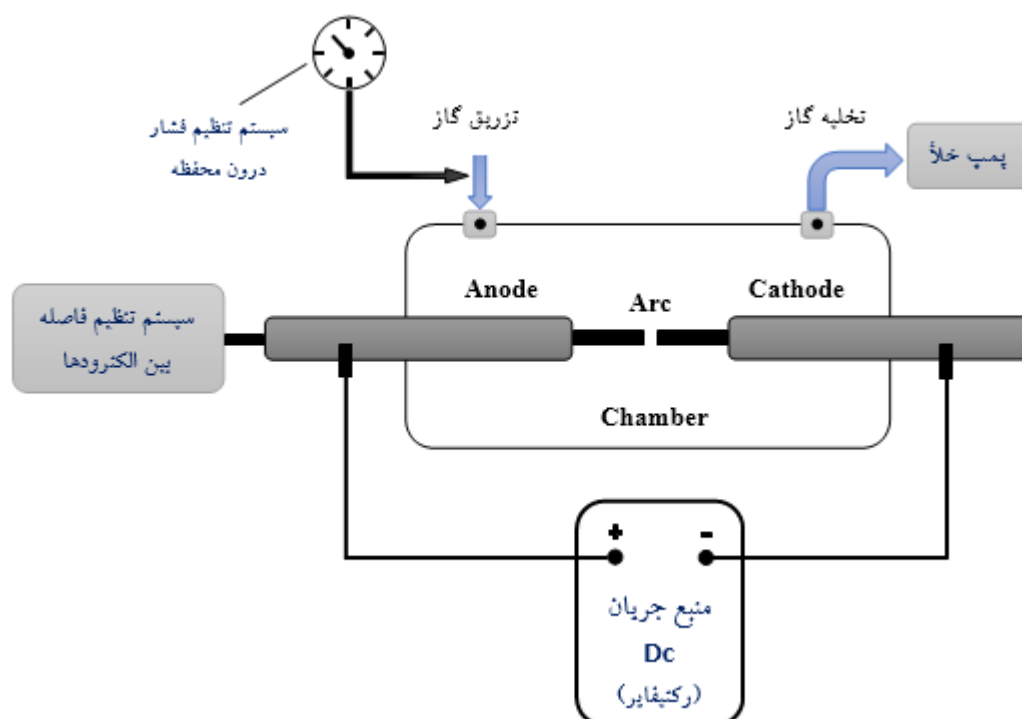 سیستم تنظیم فشار
درون محفظه
تزریق گاز
تخلیه گاز
پمپ خلأ
Anode
Arc
Cathode
سیستم تنظیم فاصله
بین الکترودها
Chamber
+ -
منبع جریان
Dc
(رکتیفایر)